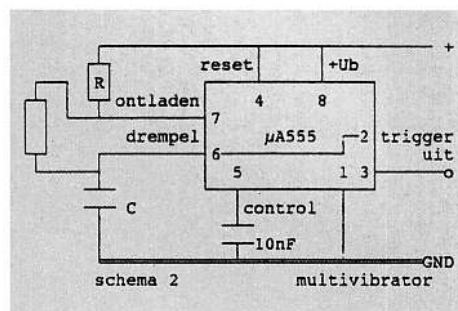 +
reset +Ub
R
4 8
ontladen
7
drempel µA555 2 trigger
6 uit
5 1 3
control
C
10nF
GND
schema 2 multivibrator